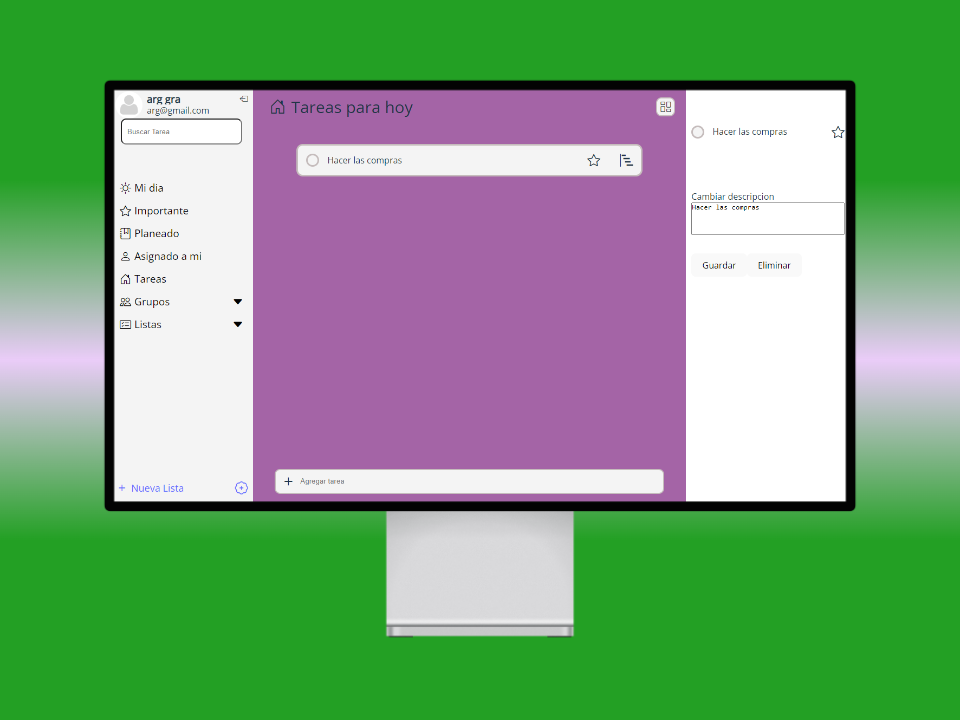 arg gra
arg@gmail.com
Buscar Tarea
Mi dia
Importante
Planeado
Asignado a mi
Tareas
Grupos
Listas
+ Nueva Lista
Tareas para hoy
Hacer las compras
+ Agregar tarea
Hacer las compras
Cambiar descripcion
Hacer las compras
Guardar
Eliminar